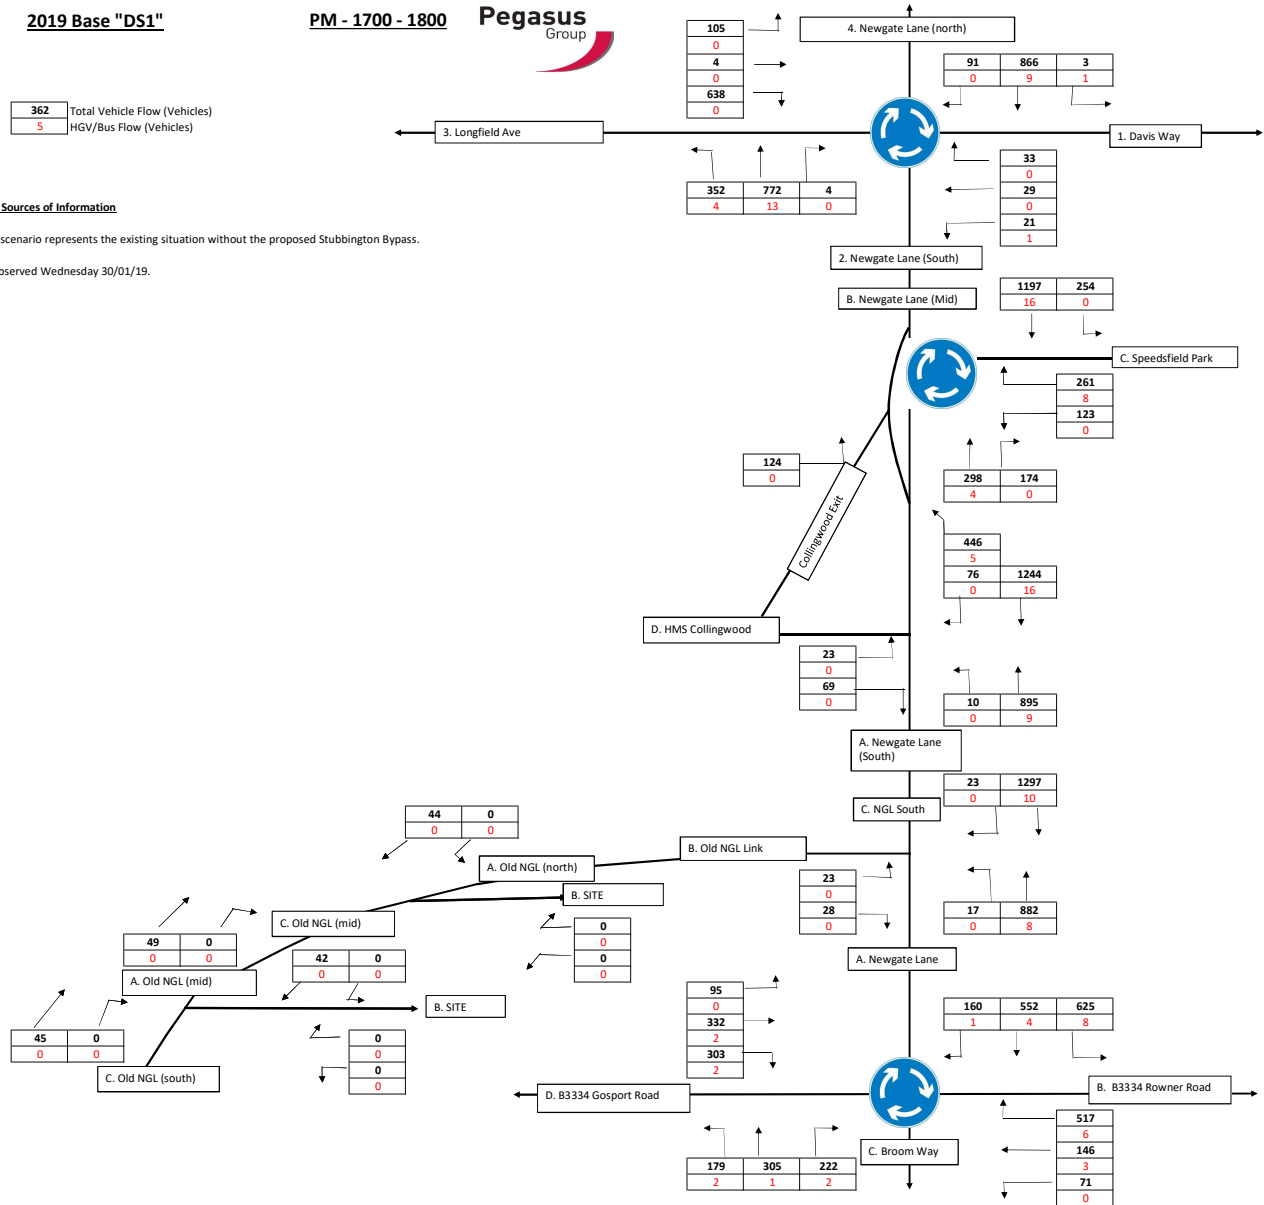 2019 Base "DS1"
PM - 1700 - 1800
Pegasus
Group
362 Total Vehicle Flow (Vehicles)
5 HGV/Bus Flow (Vehicles)
Sources of Information
scenario represents the existing situation without the proposed Stubbington Bypass.
bserved Wednesday 30/01/19.
105
0
4
0
638
0
4. Newgate Lane (north)
91 866 3
0 9 1
3. Longfield Ave
1. Davis Way
352 772 4
4 13 0
33
0
29
0
21
1
2. Newgate Lane (South)
B. Newgate Lane (Mid)
1197 254
16 0
C. Speedsfield Park
261
8
123
0
124
0
298 174
4 0
Collingwood Exit
446
5
76 1244
0 16
D. HMS Collingwood
23
0
69
0
10 895
0 9
A. Newgate Lane
(South)
23 1297
0 10
C. NGL South
44 0
0 0
B. Old NGL Link
A. Old NGL (north)
B. SITE
23
0
28
0
17 882
0 8
C. Old NGL (mid)
0
0
0
0
49 0
0 0
42 0
0 0
A. Newgate Lane
A. Old NGL (mid)
B. SITE
95
0
332
2
303
2
160 552 625
1 4 8
45 0
0 0
0
0
0
0
C. Old NGL (south)
D. B3334 Gosport Road
B. B3334 Rowner Road
C. Broom Way
179 305 222
2 1 2
517
6
146
3
71
0